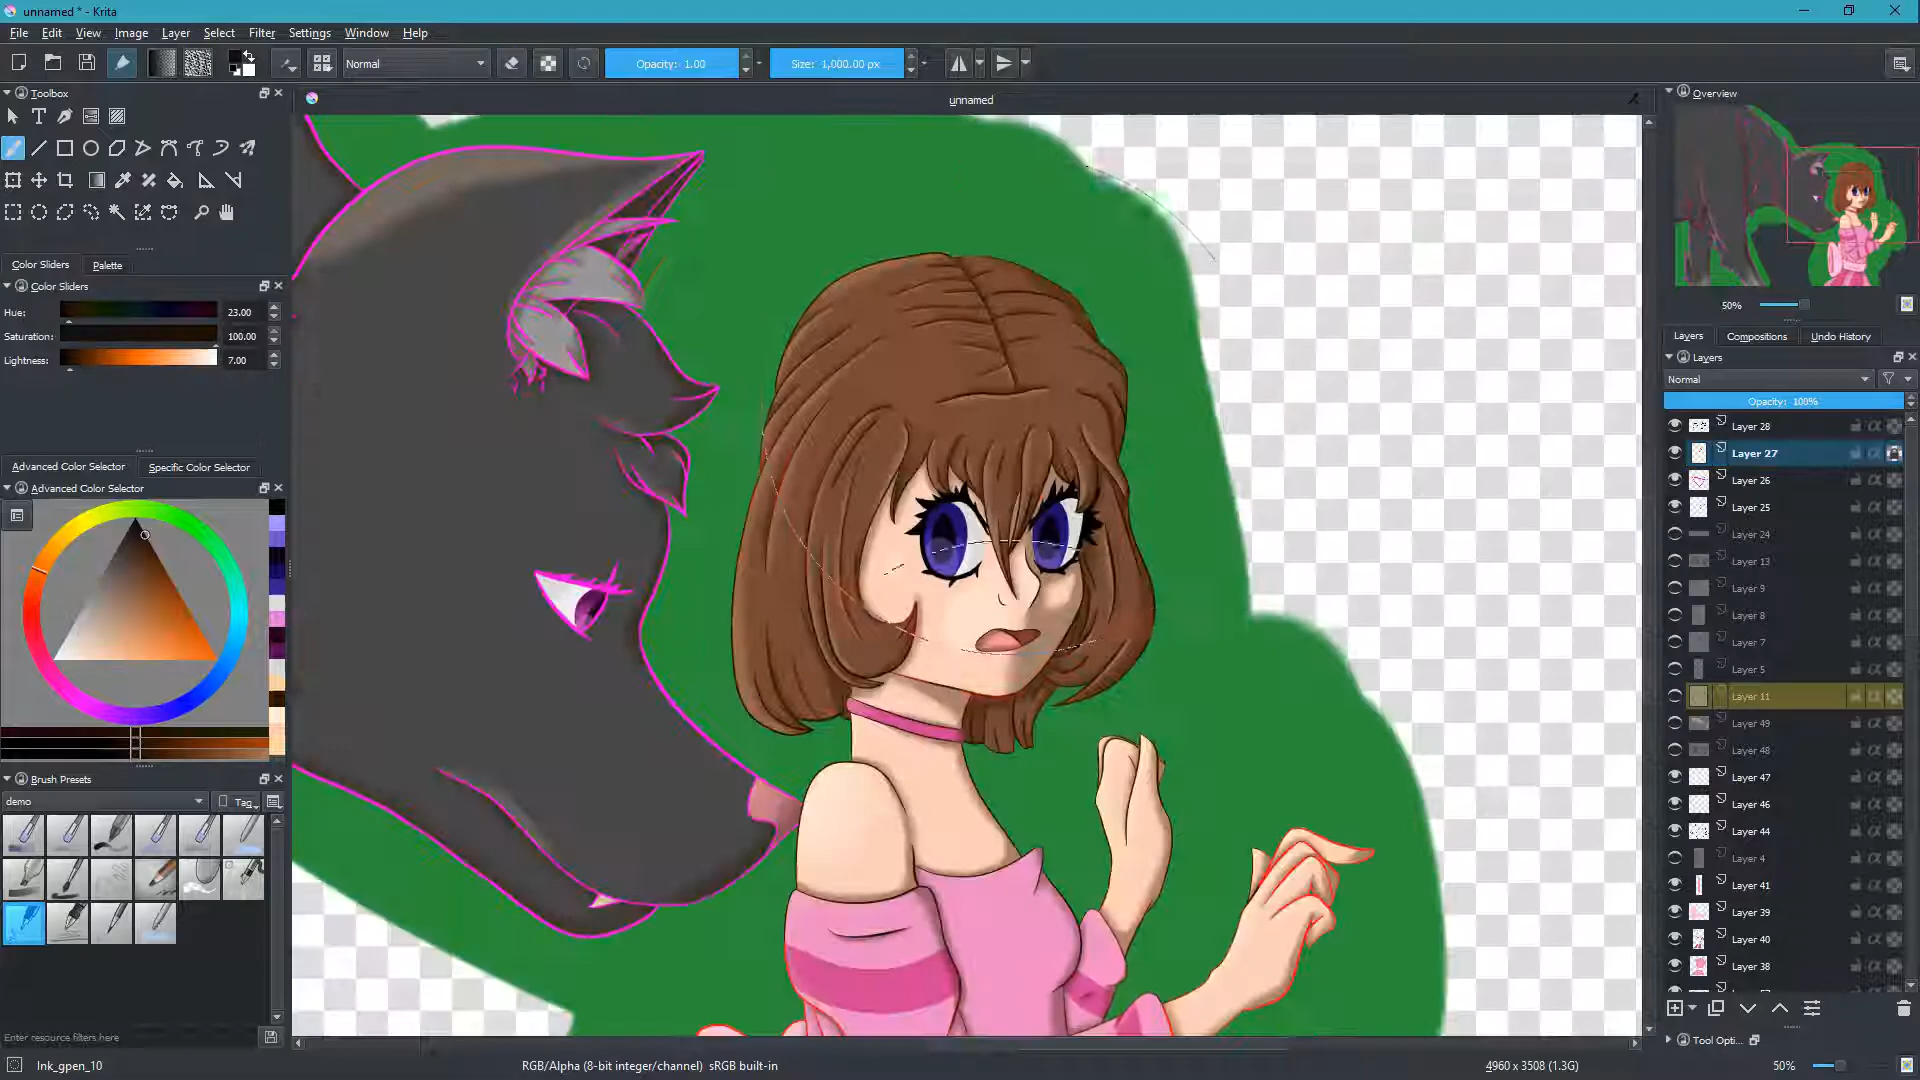 unnamed * - Krita
File Edit View Image Layer Select Filter Settings Window Help
Normal
Opacity: 1.00
Size: 1,000.00 px
Toolbox
unnamed
Overview
50%
Color Sliders Palette
Color Sliders
Hue: 23.00
Saturation: 100.00
Lightness: 7.00
Advanced Color Selector Specific Color Selector
Advanced Color Selector
Brush Presets
demo
Tag
Enter resource filters here
Layers Compositions Undo History
Layers
Normal
Opacity: 100%
Layer 28
Layer 27
Layer 26
Layer 25
Layer 24
Layer 13
Layer 9
Layer 8
Layer 7
Layer 5
Layer 11
Layer 49
Layer 48
Layer 47
Layer 46
Layer 44
Layer 4
Layer 41
Layer 39
Layer 40
Layer 38
Tool Opti...
Ink_gpen_10
RGB/Alpha (8-bit integer/channel) sRGB built-in
4960 x 3508 (1.3G)
50%